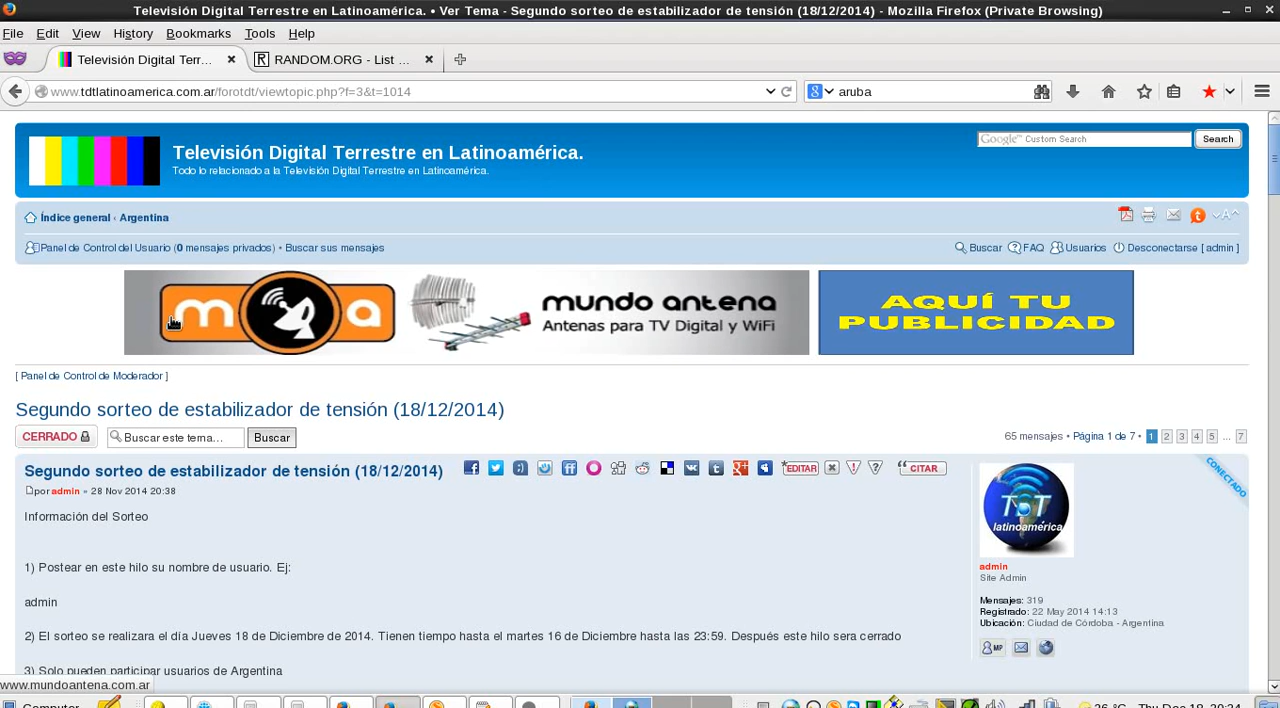 Televisión Digital Terrestre en Latinoamérica. • Ver Tema - Segundo sorteo de estabilizador de tensión (18/12/2014) - Mozilla Firefox (Private Browsing)
File Edit View History Bookmarks Tools Help
Televisión Digital Terr...
RANDOM.ORG - List ...
www.tdtlatinoamerica.com.ar/forotdt/viewtopic.php?f=3&t=1014
aruba
Televisión Digital Terrestre en Latinoamérica.
Todo lo relacionado a la Televisión Digital Terrestre en Latinoamérica.
Google™ Custom Search
Search
Índice general ‹ Argentina
Panel de Control del Usuario (0 mensajes privados) • Buscar sus mensajes
Buscar FAQ Usuarios Desconectarse [ admin ]
m a
mundo antena
Antenas para TV Digital y WiFi
AQUÍ TU
PUBLICIDAD
[ Panel de Control de Moderador ]
Segundo sorteo de estabilizador de tensión (18/12/2014)
CERRADO
Buscar este tema…
Buscar
65 mensajes • Página 1 de 7 • 1 2 3 4 5 ... 7
Segundo sorteo de estabilizador de tensión (18/12/2014)
EDITAR
CITAR
CONECTADO
por admin » 28 Nov 2014 20:38
Información del Sorteo
1) Postear en este hilo su nombre de usuario. Ej:
admin
2) El sorteo se realizara el día Jueves 18 de Diciembre de 2014. Tienen tiempo hasta el martes 16 de Diciembre hasta las 23:59. Después este hilo sera cerrado
3) Solo pueden participar usuarios de Argentina
TDT
latinoamérica
admin
Site Admin
Mensajes: 319
Registrado: 22 May 2014 14:13
Ubicación: Ciudad de Córdoba - Argentina
MP
www.mundoantena.com.ar
Computer
26 °C Thu Dec 18, 20:24